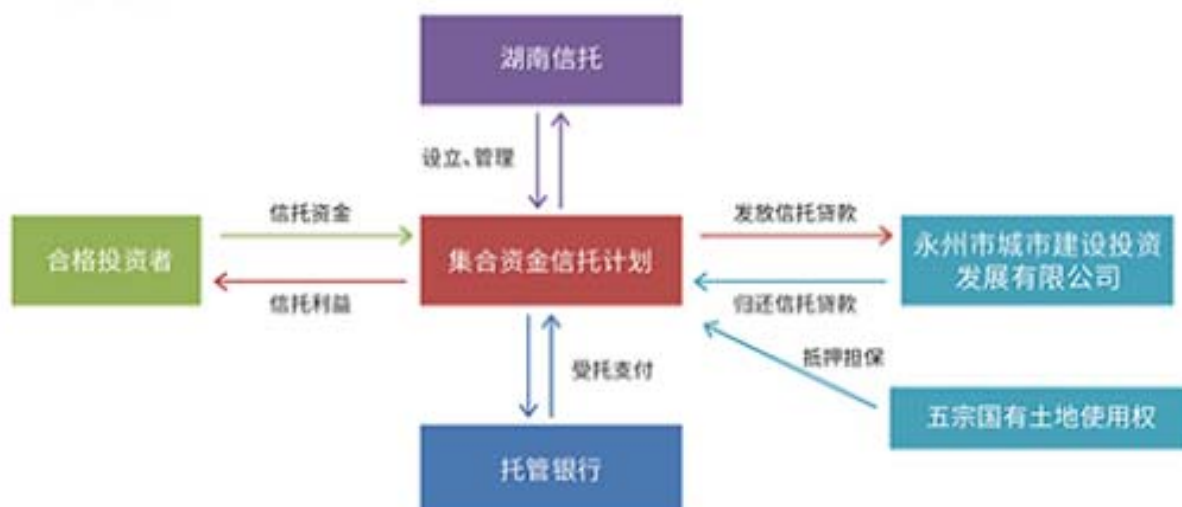 湖南信托
设立、管理
信托资金
发放信托贷款
合格投资者
集合资金信托计划
永州市城市建设投资
发展有限公司
信托利益
归还信托贷款
抵押担保
受托支付
五宗国有土地使用权
托管银行